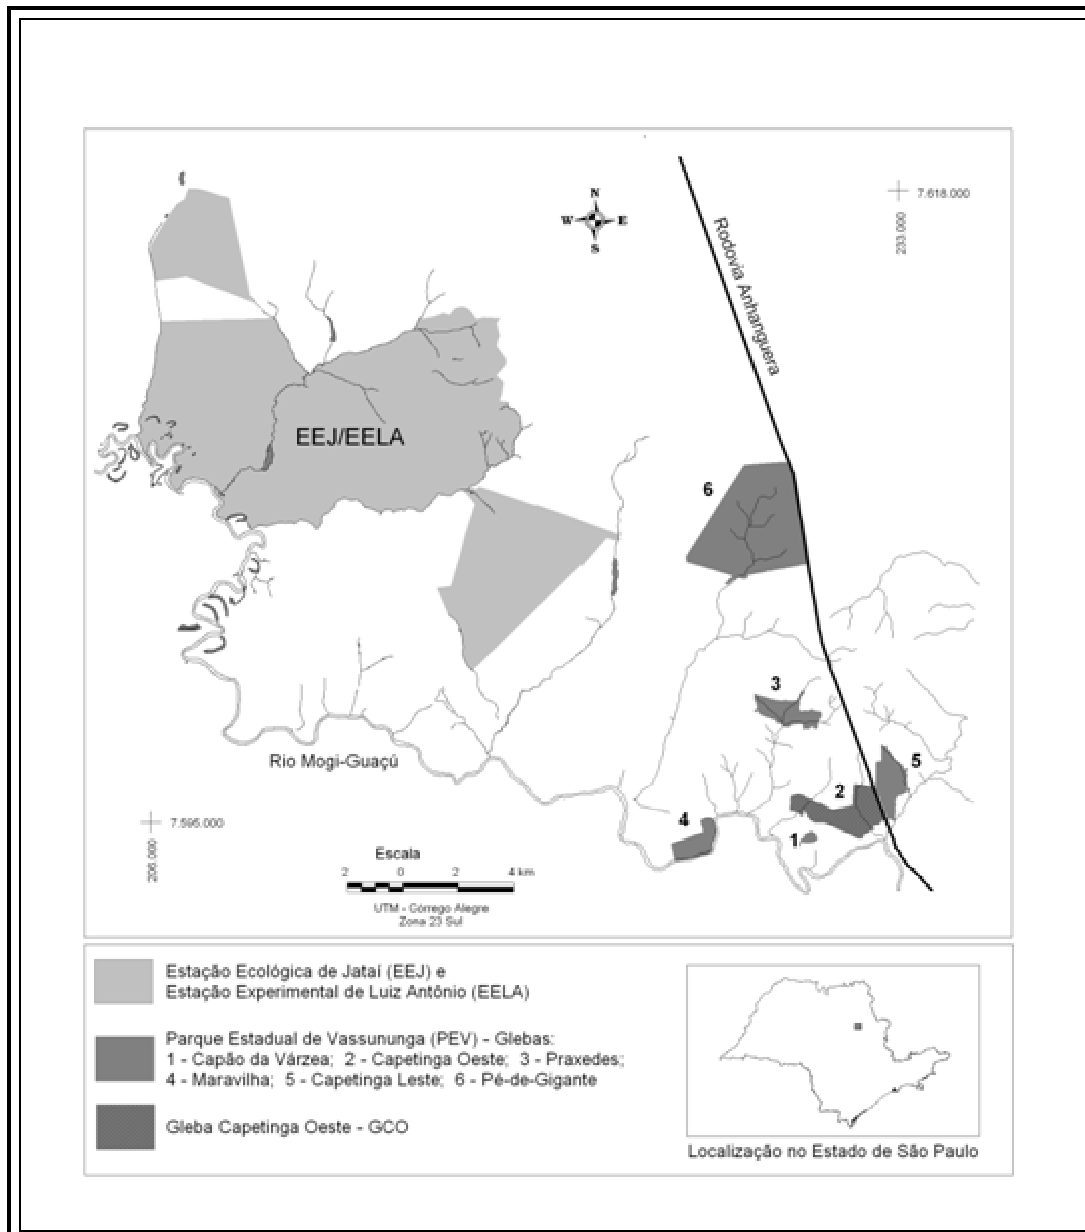 N
W E
S
7.618.000
233.000
Rodovia Anhanguera
EEJ/EELA
6
3
5
2
4
1
Rio Mogi-Guaçú
7.595.000
206.000
Escala
2 0 2 4 km
UTM - Córrego Alegre
Zona 23 Sul
Estação Ecológica de Jataí (EEJ) e
Estação Experimental de Luiz Antônio (EELA)
Parque Estadual de Vassununga (PEV) - Glebas:
1 - Capão da Várzea; 2 - Capetinga Oeste; 3 - Praxedes;
4 - Maravilha; 5 - Capetinga Leste; 6 - Pé-de-Gigante
Gleba Capetinga Oeste - GCO
Localização no Estado de São Paulo